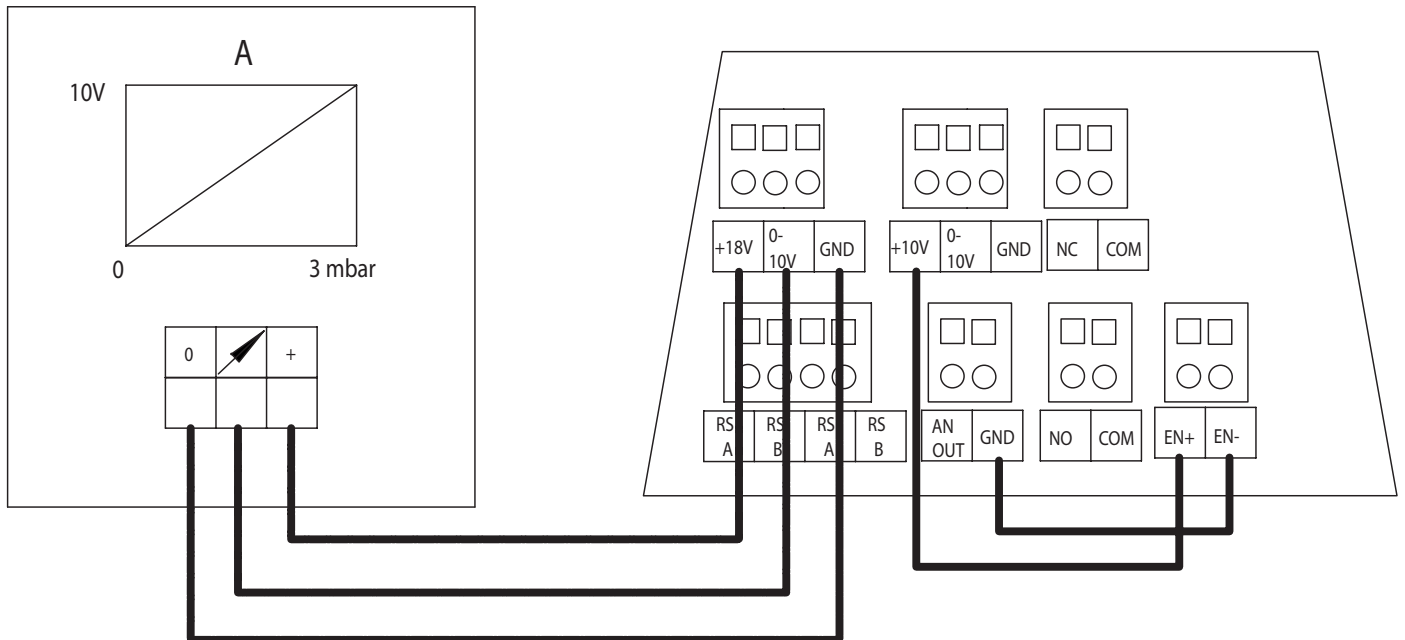 A
10V
0
3 mbar
0
+
+18V
0-
10V
GND
+10V
0-
10V
GND
NC
COM
RS
A
RS
B
RS
A
RS
B
AN
OUT
GND
NO
COM
EN+
EN-